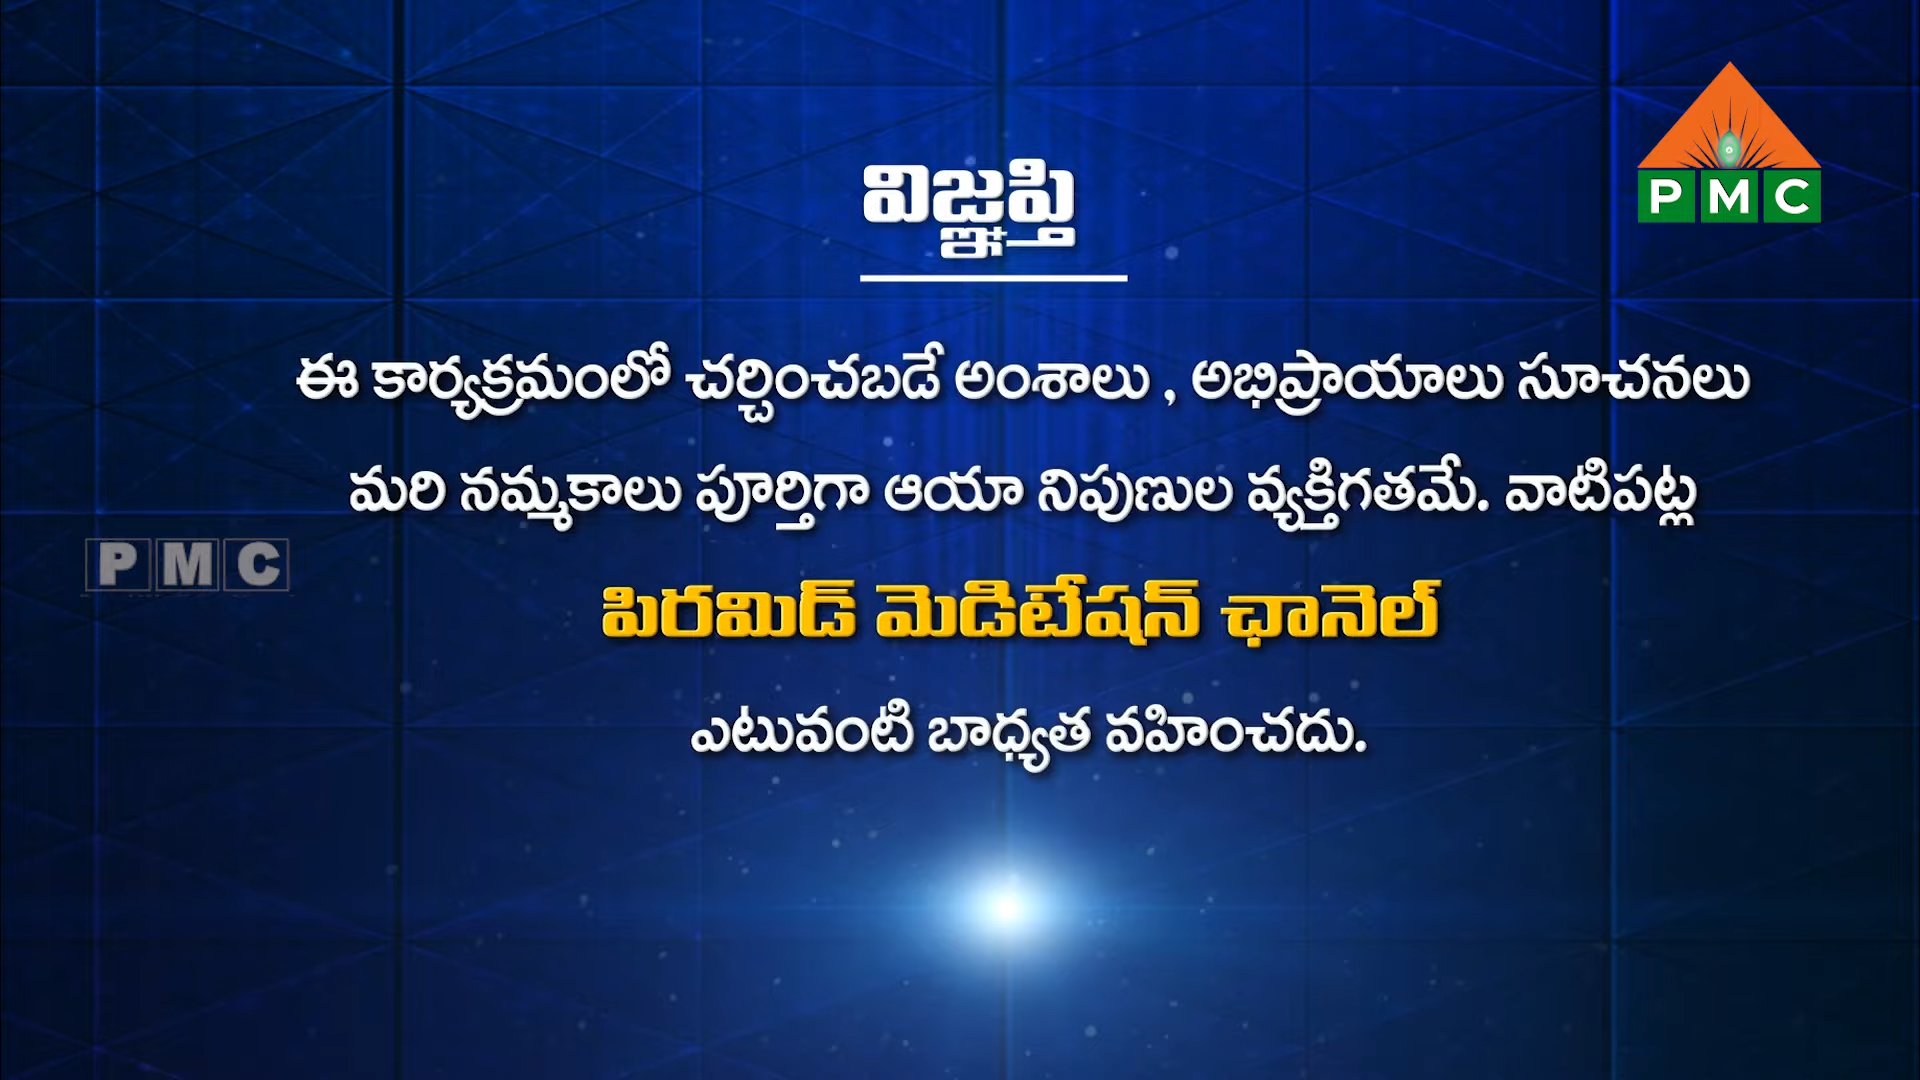 PMC
విజ్ఞప్తి
ఈ కార్యక్రమంలో చర్చించబడే అంశాలు , అభిప్రాయాలు సూచనలు
మరి నమ్మకాలు పూర్తిగా ఆయా నిపుణుల వ్యక్తిగతమే. వాటిపట్ల
PMC
పిరమిడ్ మెడిటేషన్ ఛానెల్
ఎటువంటి బాధ్యత వహించదు.